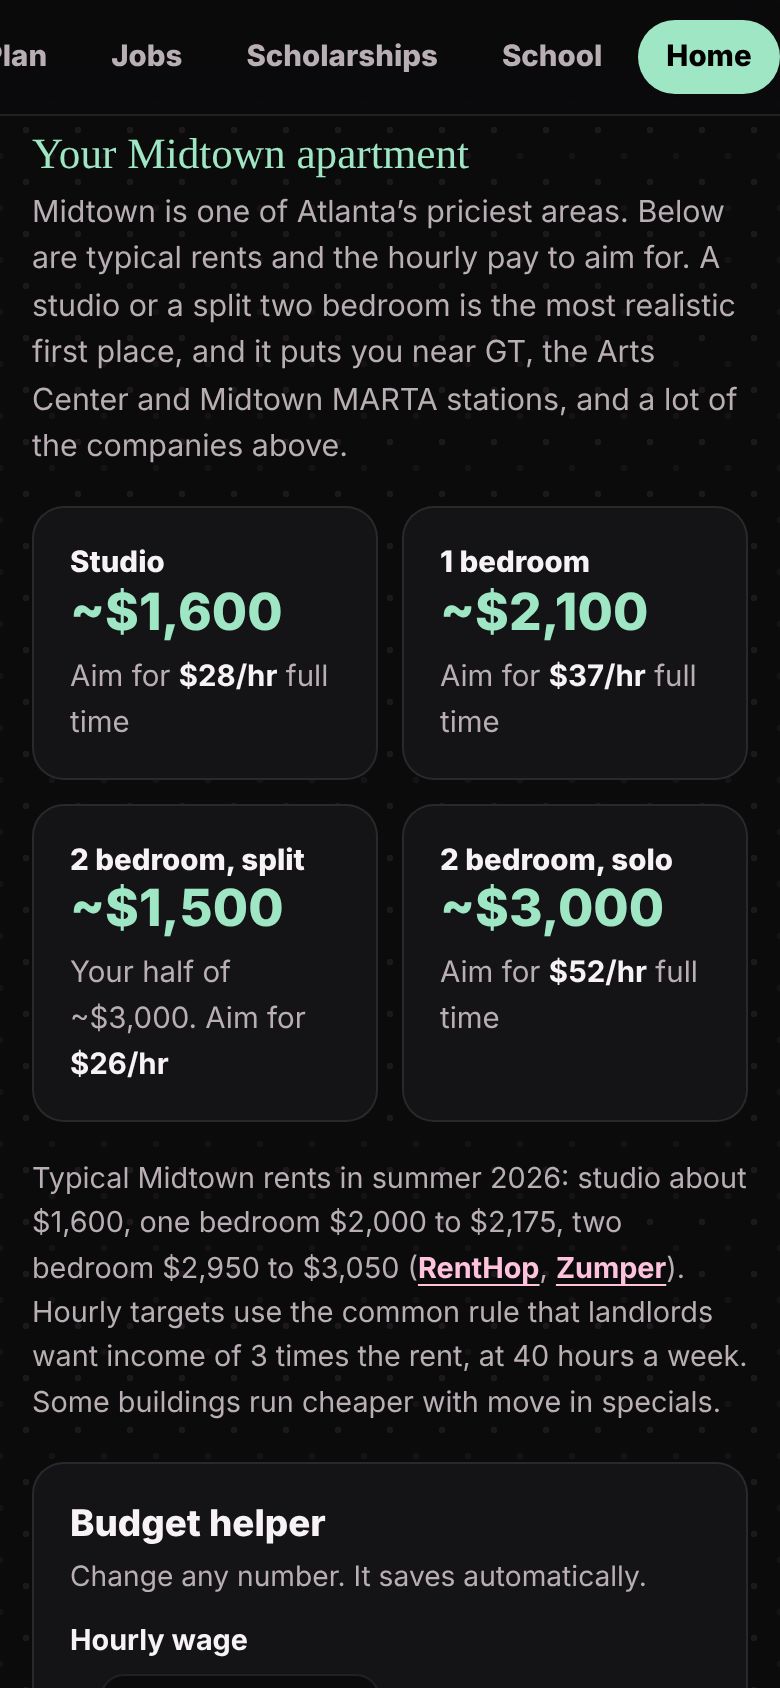 Jobs
Scholarships
School
Home
Your Midtown apartment
Midtown is one of Atlanta’s priciest areas. Below
are typical rents and the hourly pay to aim for. A
studio or a split two bedroom is the most realistic
first place, and it puts you near GT, the Arts
Center and Midtown MARTA stations, and a lot of
the companies above.
Studio
~$1,600
Aim for $28/hr full
time
1 bedroom
~$2,100
Aim for $37/hr full
time
2 bedroom, split
~$1,500
Your half of
~$3,000. Aim for
$26/hr
2 bedroom, solo
~$3,000
Aim for $52/hr full
time
Typical Midtown rents in summer 2026: studio about
$1,600, one bedroom $2,000 to $2,175, two
bedroom $2,950 to $3,050 (RentHop, Zumper).
Hourly targets use the common rule that landlords
want income of 3 times the rent, at 40 hours a week.
Some buildings run cheaper with move in specials.
Budget helper
Change any number. It saves automatically.
Hourly wage